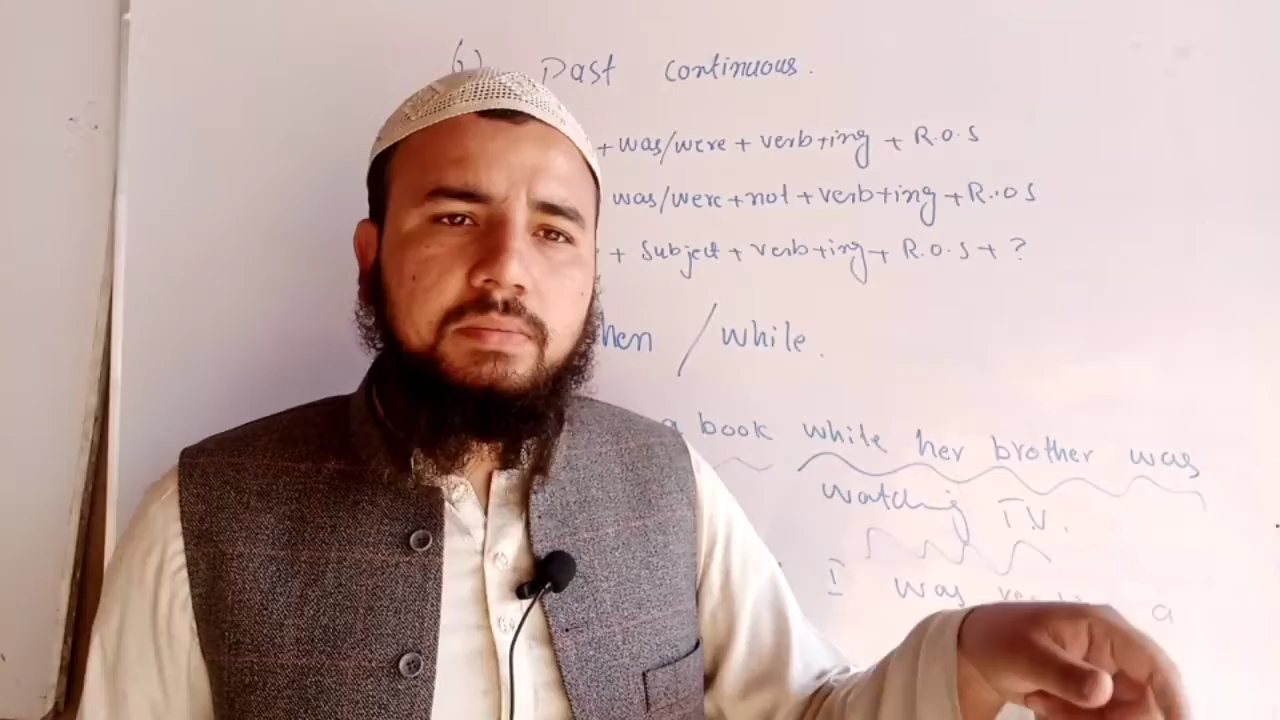 6) Past continuous.
+ was/were + verb+ing + R.O.S
was/were + not + verb+ing + R.O.S
+ Subject + verb+ing + R.O.S + ?
hen / while.
a book while her brother was
watching T.V.
I was a